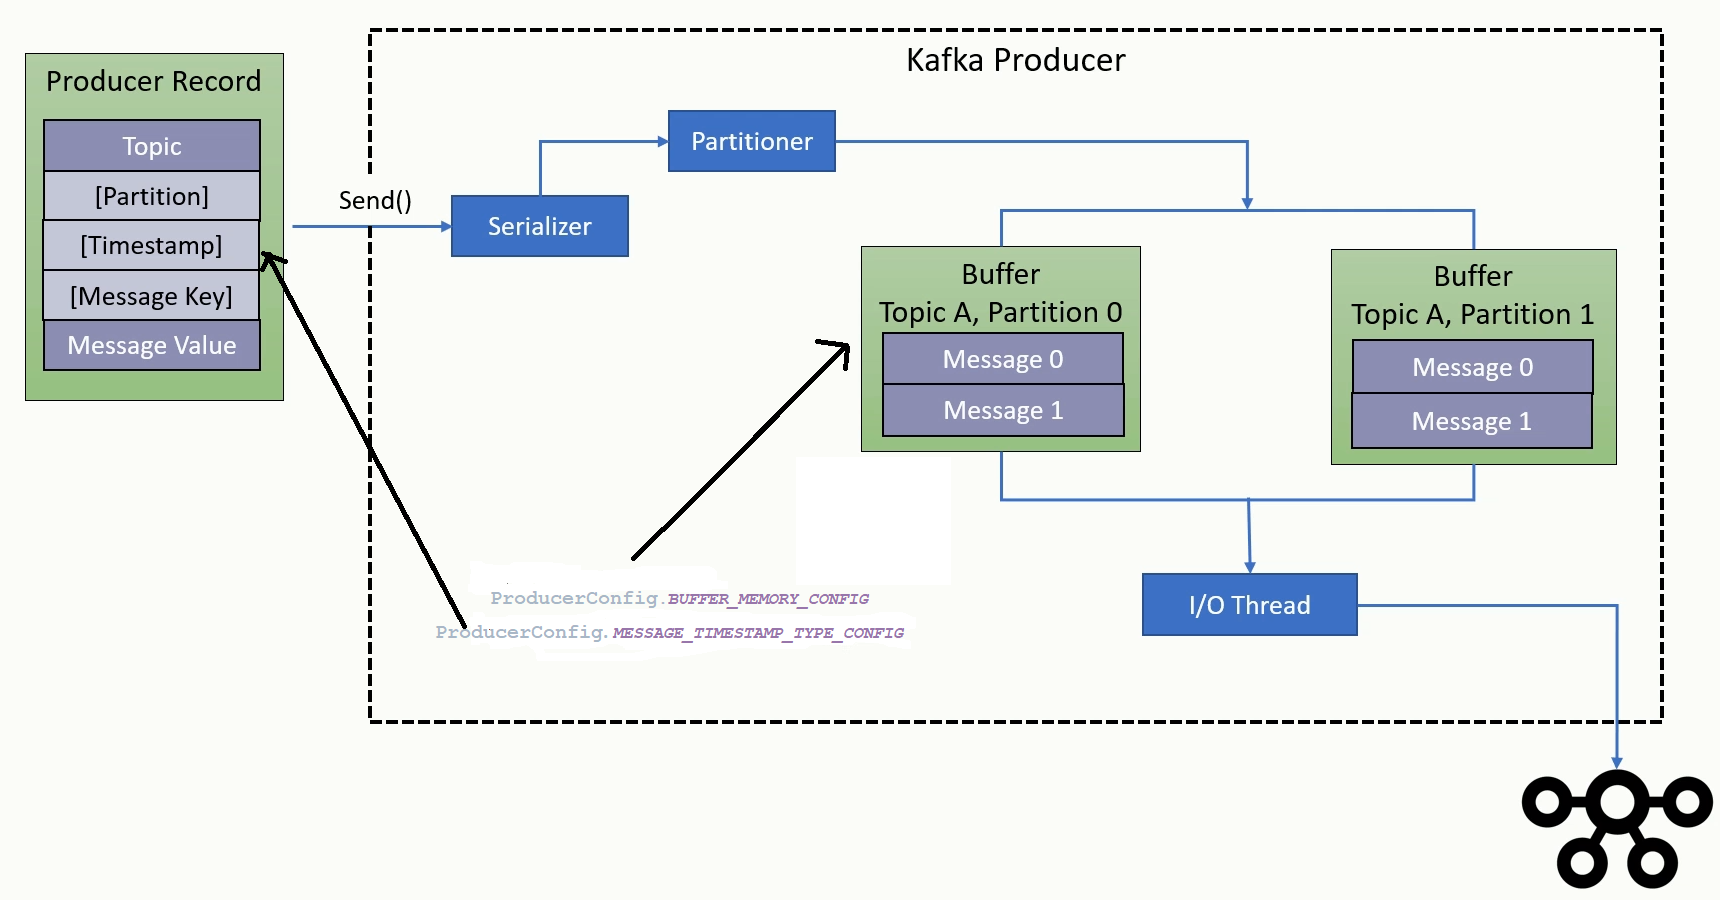 Kafka Producer
Producer Record
Topic
[Partition]
[Timestamp]
[Message Key]
Message Value
Send()
Serializer
Partitioner
Buffer
Topic A, Partition 0
Message 0
Message 1
Buffer
Topic A, Partition 1
Message 0
Message 1
I/O Thread
ProducerConfig.BUFFER_MEMORY_CONFIG
ProducerConfig.MESSAGE_TIMESTAMP_TYPE_CONFIG